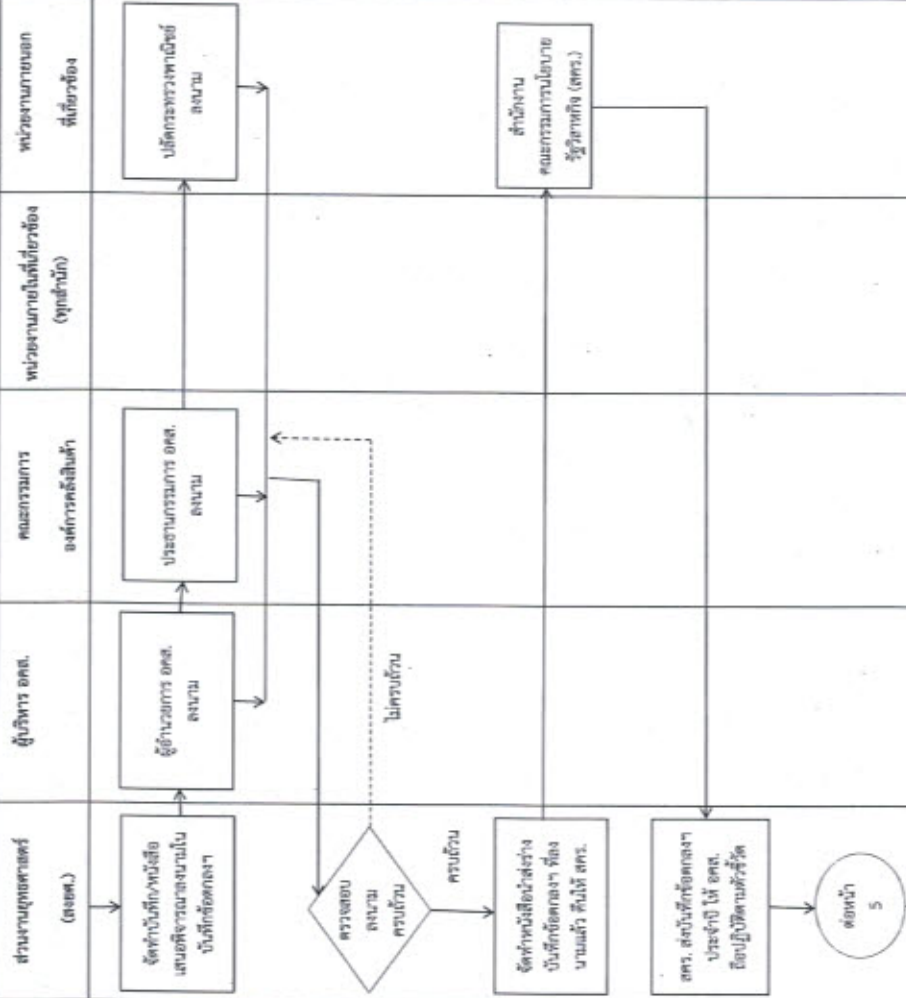 ส่วนงานยุทธศาสตร์
(สงยศ.)
ผู้บริหาร อคส.
คณะกรรมการ
องค์การคลังสินค้า
หน่วยงานภายในที่เกี่ยวข้อง
(ทุกสำนัก)
หน่วยงานภายนอก
ที่เกี่ยวข้อง
จัดทำบันทึก/หนังสือ
เสนอพิจารณาลงนามใน
บันทึกข้อตกลงฯ
ผู้อำนวยการ อคส.
ลงนาม
ประธานกรรมการ อคส.
ลงนาม
ปลัดกระทรวงพาณิชย์
ลงนาม
ตรวจสอบ
ลงนาม
ครบถ้วน
ไม่ครบถ้วน
ครบถ้วน
จัดทำหนังสือนำส่งร่าง
บันทึกข้อตกลงฯ ที่ลง
นามแล้ว คืนให้ สคร.
สำนักงาน
คณะกรรมการนโยบาย
รัฐวิสาหกิจ (สคร.)
สคร. ส่งบันทึกข้อตกลงฯ
ประจำปี ให้ อคส.
ถือปฏิบัติตามตัวชี้วัด
ต่อหน้า
5